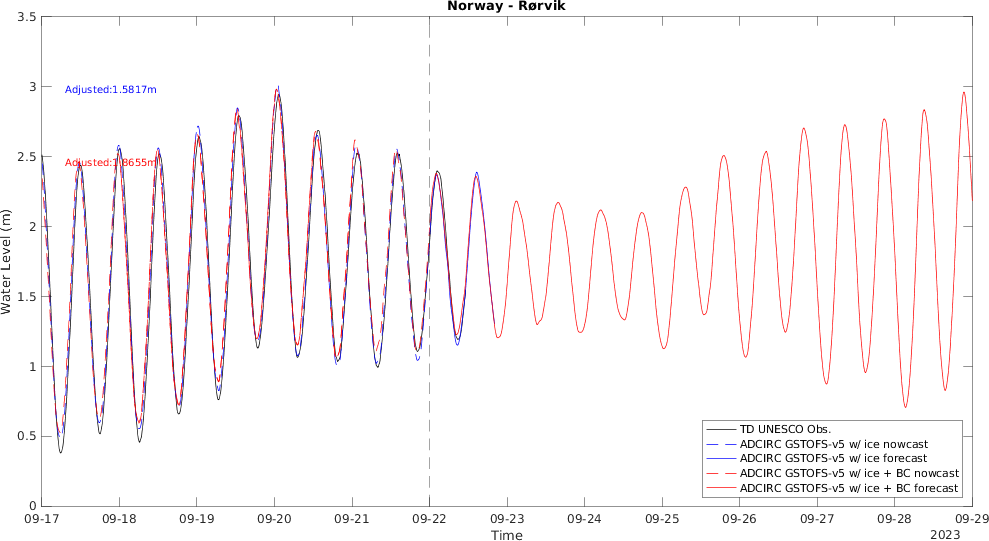 Norway - Rørvik
3.5
3
2.5
2
1.5
1
0.5
0
Water Level (m)
Adjusted:1.5817m
Adjusted:1.8655m
TD UNESCO Obs.
ADCIRC GSTOFS-v5 w/ ice nowcast
ADCIRC GSTOFS-v5 w/ ice forecast
ADCIRC GSTOFS-v5 w/ ice + BC nowcast
ADCIRC GSTOFS-v5 w/ ice + BC forecast
09-17 09-18 09-19 09-20 09-21 09-22 09-23 09-24 09-25 09-26 09-27 09-28 09-29
Time
2023